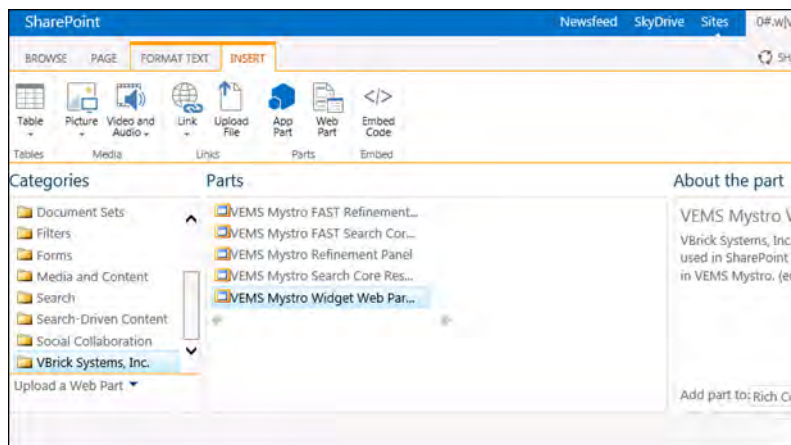 SharePoint Newsfeed SkyDrive Sites 0#.w|v
BROWSE PAGE FORMAT TEXT INSERT SH
Table Picture Video and Audio Link Upload File App Part Web Part Embed Code
Tables Media Links Parts Embed
Categories Parts About the part
Document Sets VEMS Mystro FAST Refinement...
Filters VEMS Mystro FAST Search Cor...
Forms VEMS Mystro Refinement Panel
Media and Content VEMS Mystro Search Core Res...
Search VEMS Mystro Widget Web Par...
Search-Driven Content
Social Collaboration
VBrick Systems, Inc.
Upload a Web Part
VEMS Mystro W
VBrick Systems, Inc
used in SharePoint
in VEMS Mystro. (e
Add part to: Rich C